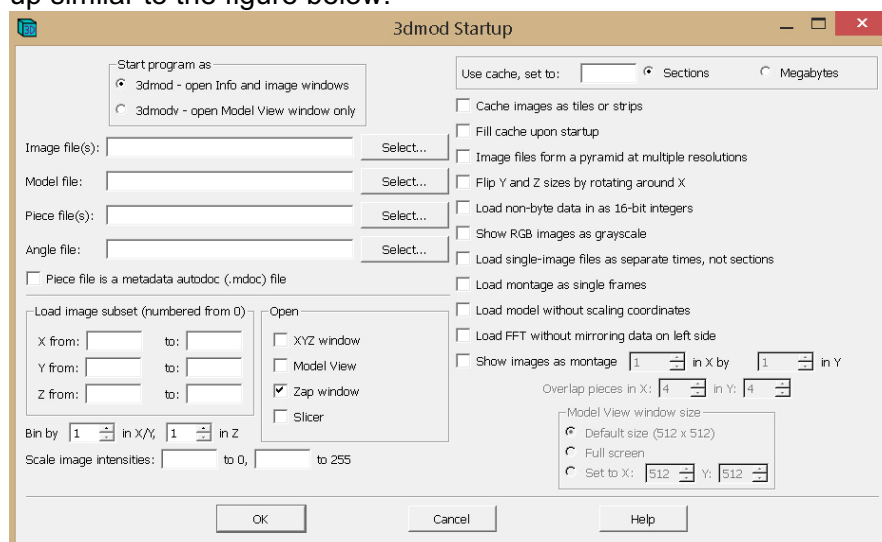 up similar to the figure below.
3dmod Startup
Start program as
3dmod - open Info and image windows
3dmodv - open Model View window only
Image file(s): Select...
Model file: Select...
Piece file(s): Select...
Angle file: Select...
Piece file is a metadata autodoc (.mdoc) file
Load image subset (numbered from 0)
X from: to:
Y from: to:
Z from: to:
Open
XYZ window
Model View
Zap window
Slicer
Bin by 1 in X/Y, 1 in Z
Scale image intensities: to 0, to 255
Use cache, set to: Sections Megabytes
Cache images as tiles or strips
Fill cache upon startup
Image files form a pyramid at multiple resolutions
Flip Y and Z sizes by rotating around X
Load non-byte data in as 16-bit integers
Show RGB images as grayscale
Load single-image files as separate times, not sections
Load montage as single frames
Load model without scaling coordinates
Load FFT without mirroring data on left side
Show images as montage 1 in X by 1 in Y
Overlap pieces in X: 4 in Y: 4
Model View window size
Default size (512 x 512)
Full screen
Set to X: 512 Y: 512
OK Cancel Help